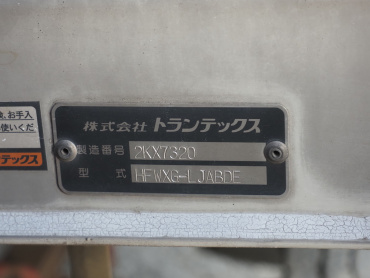 、お手入
使いくだ
テックス
株式会社 トランテックス
製造番号 2KX7320
型式 HFWXG-LJABDE